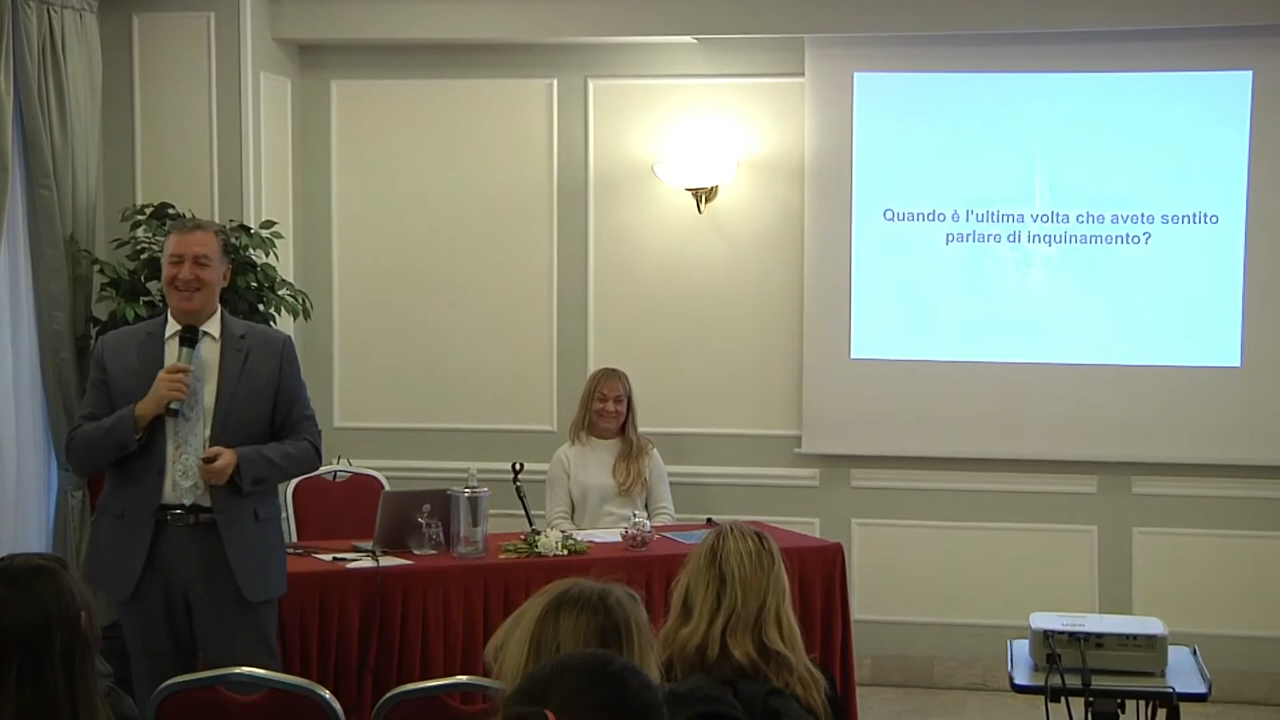 Quando è l'ultima volta che avete sentito
parlare di inquinamento?